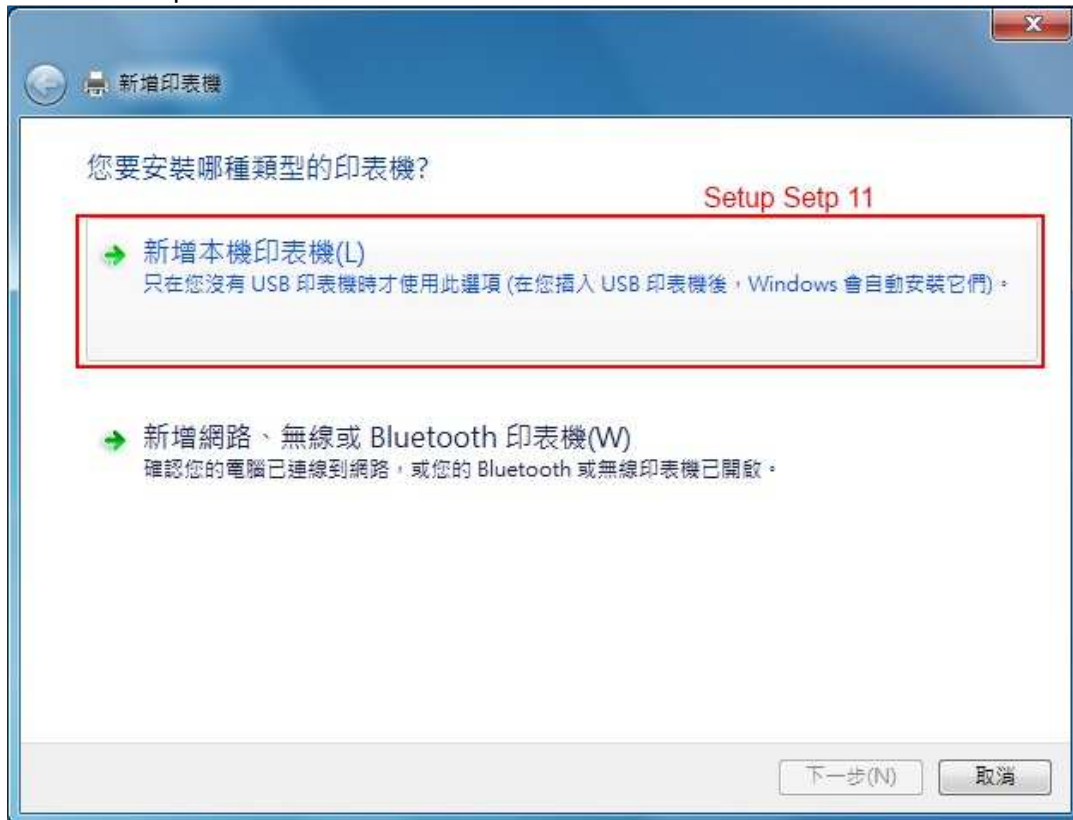 新增印表機
您要安裝哪種類型的印表機?
Setup Setp 11
新增本機印表機(L)
只在您沒有 USB 印表機時才使用此選項 (在您插入 USB 印表機後，Windows 會自動安裝它們)。
新增網路、無線或 Bluetooth 印表機(W)
確認您的電腦已連線到網路，或您的 Bluetooth 或無線印表機已開啟。
下一步(N)
取消